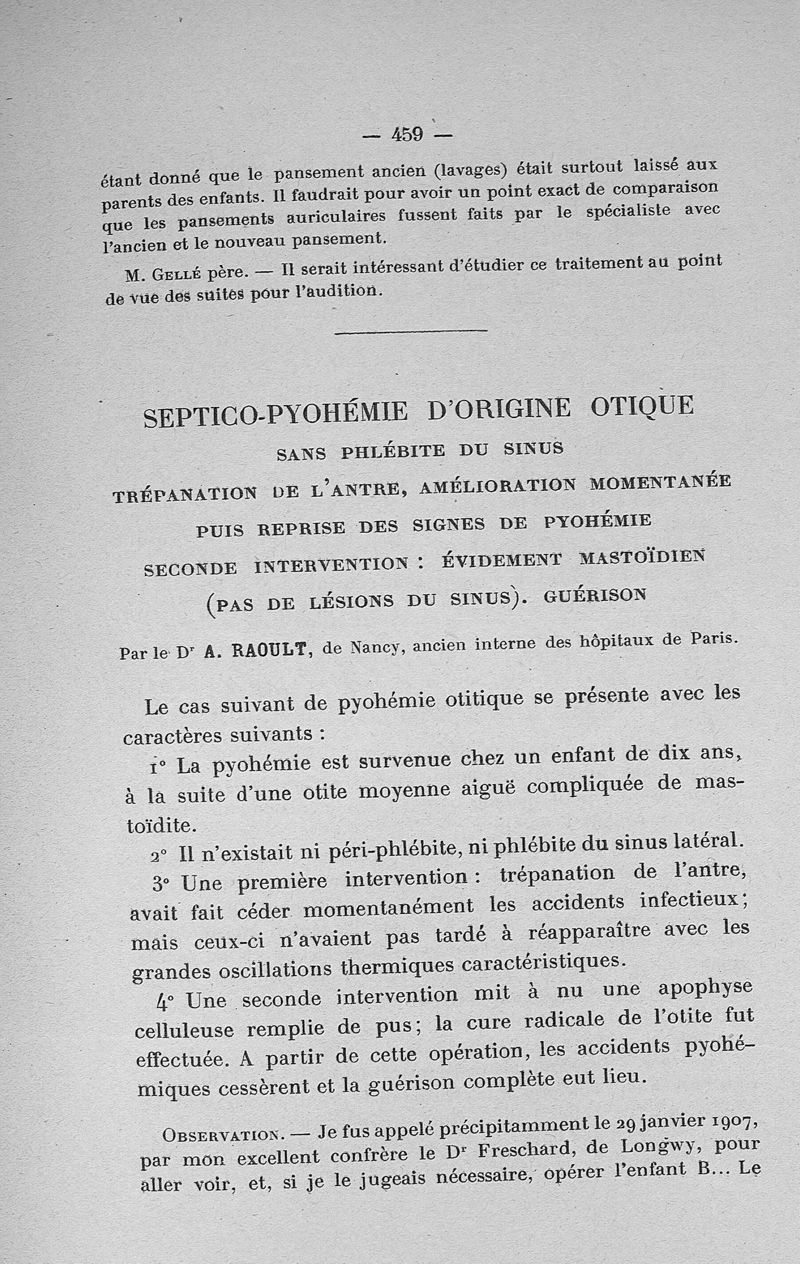 — 459 —
étant donné que le pansement ancien (lavages) était surtout laissé aux
parents des enfants. Il faudrait pour avoir un point exact de comparaison
que les pansements auriculaires fussent faits par le spécialiste avec
l'ancien et le nouveau pansement.
M. GELLÉ père. — Il serait intéressant d'étudier ce traitement au point
de vue des suites pour l'audition.
SEPTICO-PYOHÉMIE D'ORIGINE OTIQUE
SANS PHLÉBITE DU SINUS
TRÉPANATION DE L'ANTRE, AMÉLIORATION MOMENTANÉE
PUIS REPRISE DES SIGNES DE PYOHÉMIE
SECONDE INTERVENTION : ÉVIDEMENT MASTOÏDIEN
(PAS DE LÉSIONS DU SINUS). GUÉRISON
Par le Dr A. RAOULT, de Nancy, ancien interne des hôpitaux de Paris.
Le cas suivant de pyohémie otitique se présente avec les
caractères suivants :
1° La pyohémie est survenue chez un enfant de dix ans,
à la suite d'une otite moyenne aiguë compliquée de mas-
toïdite.
2° Il n'existait ni péri-phlébite, ni phlébite du sinus latéral.
3° Une première intervention : trépanation de l'antre,
avait fait céder momentanément les accidents infectieux;
mais ceux-ci n'avaient pas tardé à réapparaître avec les
grandes oscillations thermiques caractéristiques.
4° Une seconde intervention mit à nu une apophyse
celluleuse remplie de pus; la cure radicale de l'otite fut
effectuée. A partir de cette opération, les accidents pyohé-
miques cessèrent et la guérison complète eut lieu.
OBSERVATION. — Je fus appelé précipitamment le 29 janvier 1907,
par mon excellent confrère le Dr Freschard, de Longwy, pour
aller voir, et, si je le jugeais nécessaire, opérer l'enfant B... Le